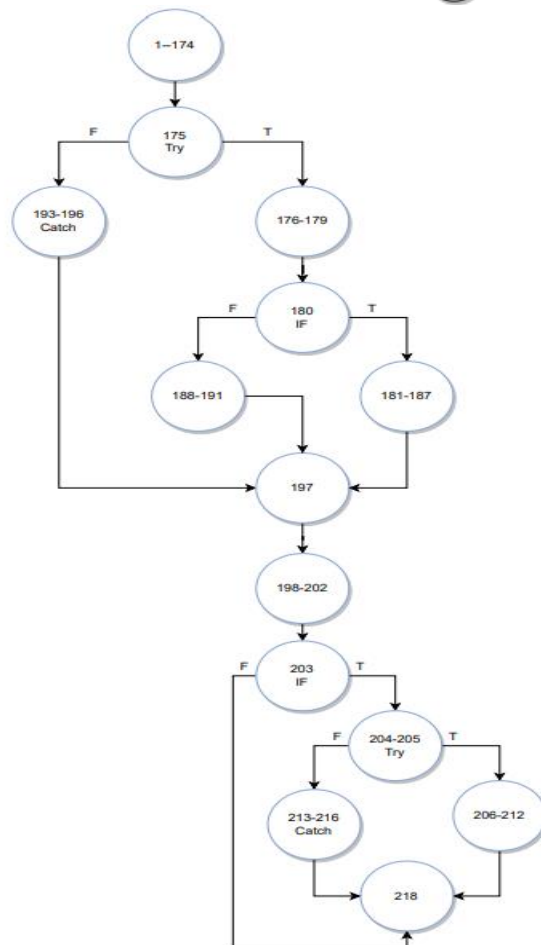 1--174
F
175
Try
T
193-196
Catch
176-179
F
180
IF
T
188-191
181-187
197
198-202
F
203
IF
T
F
204-205
Try
T
213-216
Catch
206-212
218